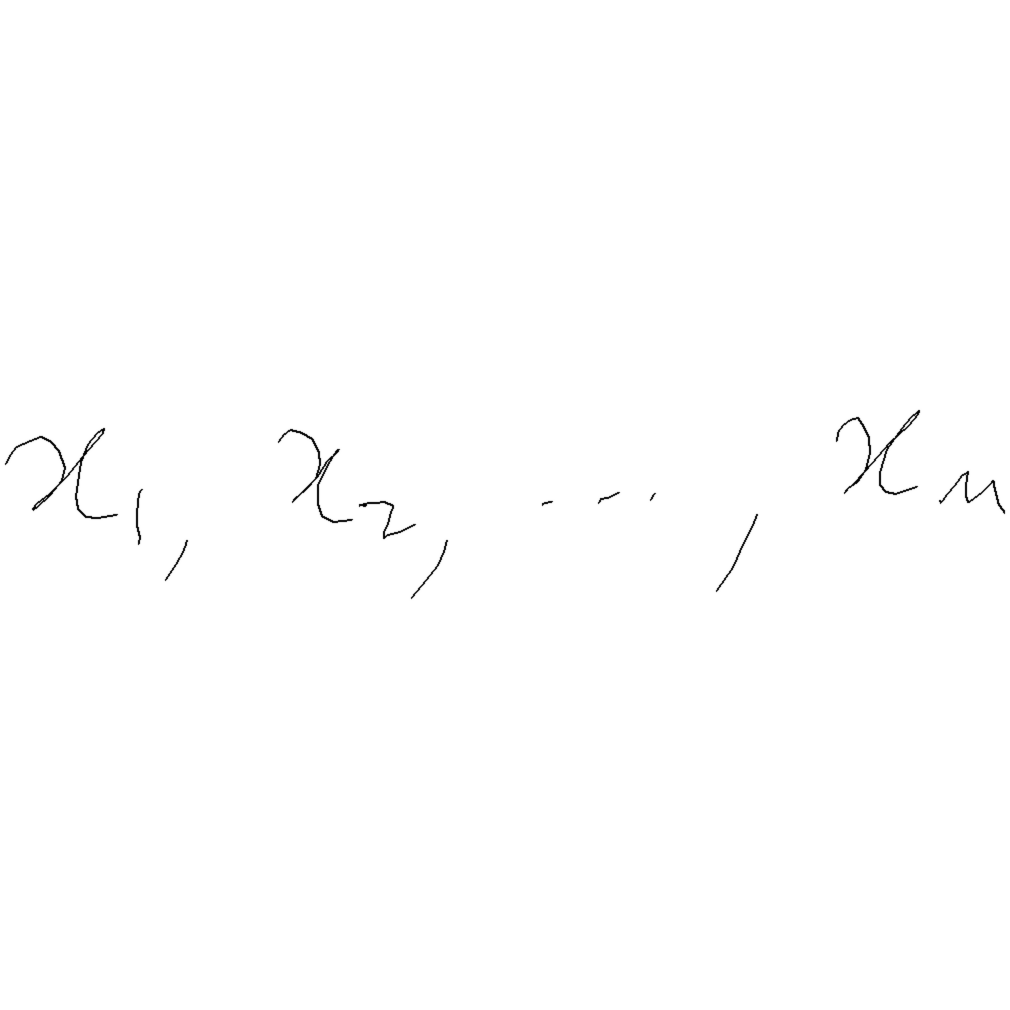 x₁, x₂, ..., xₙ